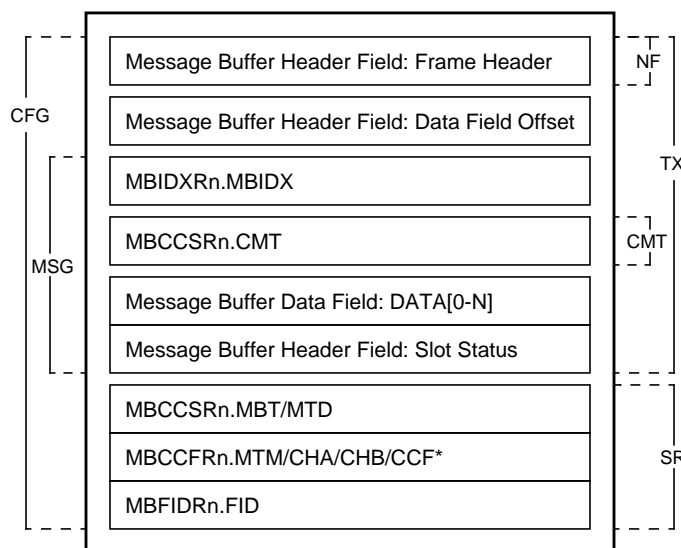 Message Buffer Header Field: Frame Header
NF
CFG
Message Buffer Header Field: Data Field Offset
TX
MBIDXRn.MBIDX
MBCCSRn.CMT
CMT
MSG
Message Buffer Data Field: DATA[0-N]
Message Buffer Header Field: Slot Status
MBCCSRn.MBT/MTD
MBCCFRn.MTM/CHA/CHB/CCF*
SR
MBFIDRn.FID